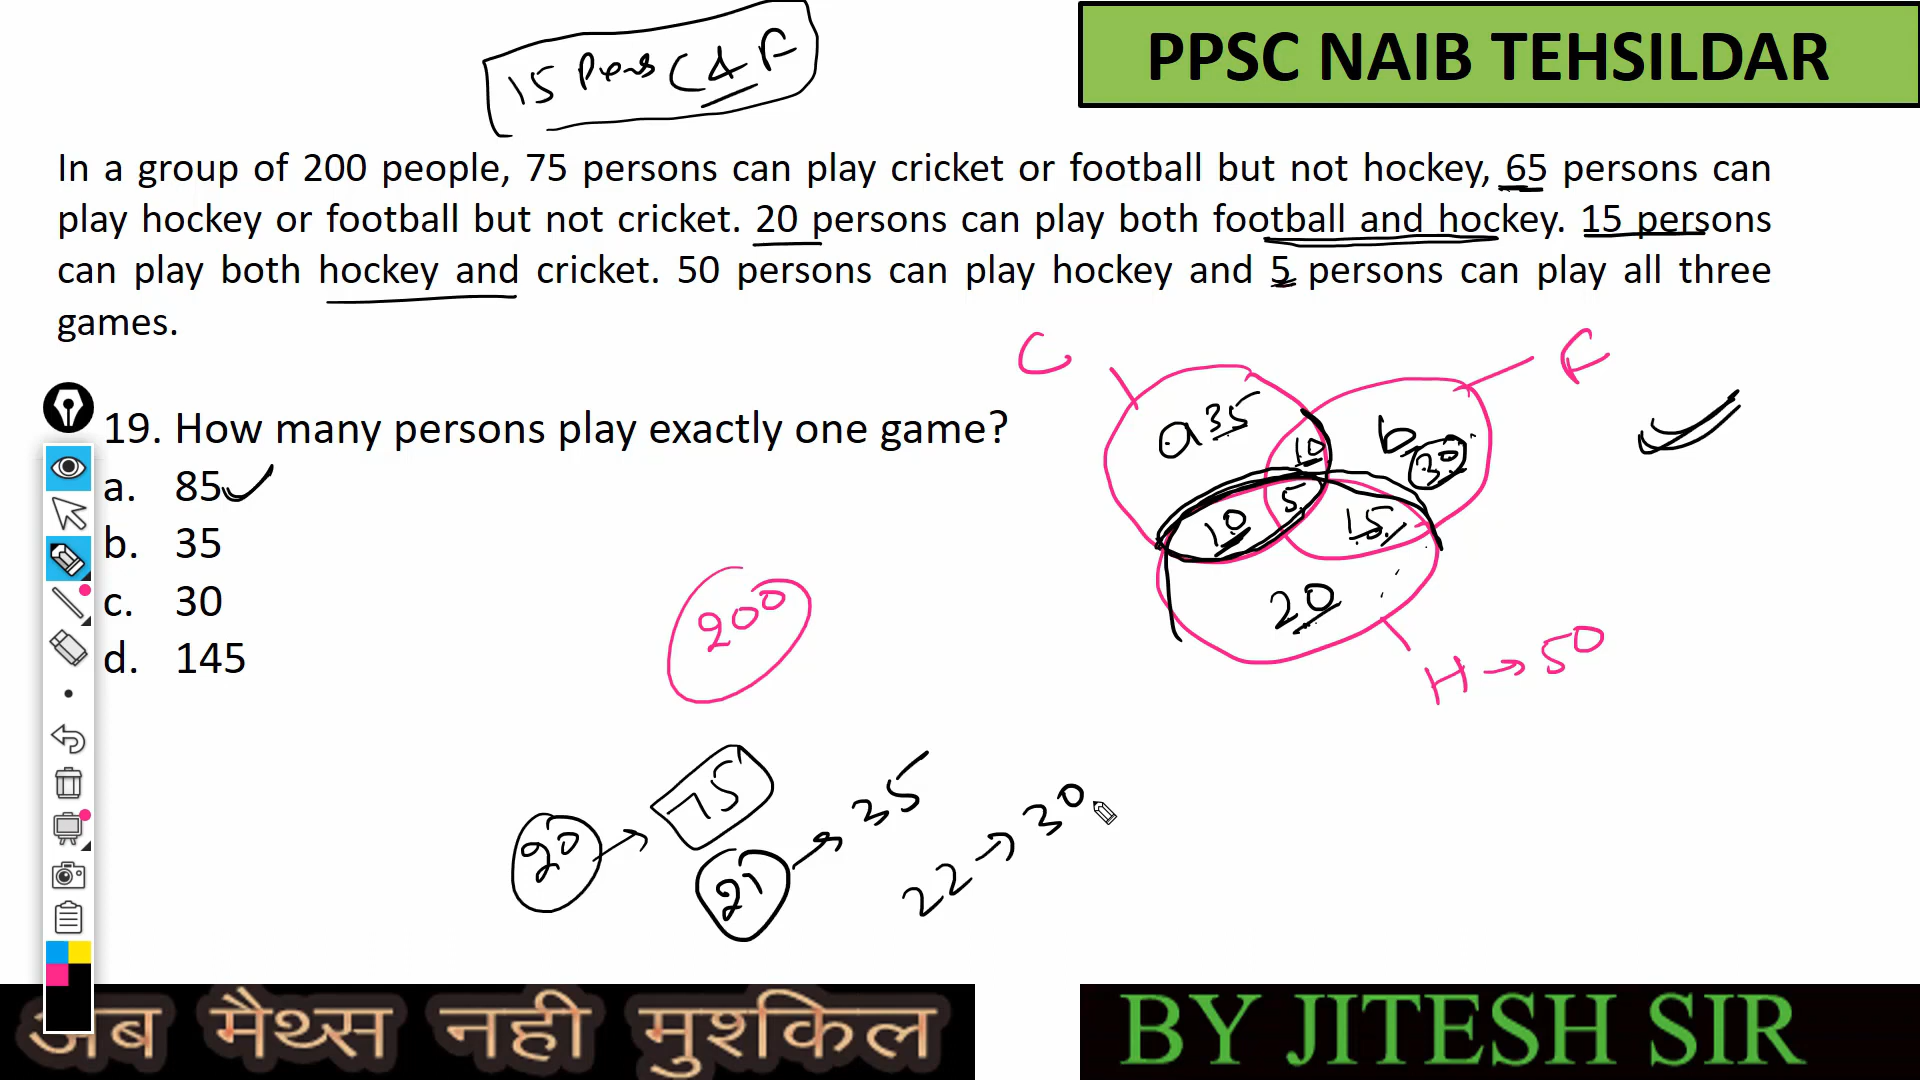 15 Pens C & F
PPSC NAIB TEHSILDAR
In a group of 200 people, 75 persons can play cricket or football but not hockey, 65 persons can
play hockey or football but not cricket. 20 persons can play both football and hockey. 15 persons
can play both hockey and cricket. 50 persons can play hockey and 5 persons can play all three
games.
19. How many persons play exactly one game?
a. 85
b. 35
c. 30
d. 145
C
F
a 35
10
b 30
10
5
15
20
H → 50
200
20 → 75
21 → 35
22 → 30
अब मैथ्स नही मुश्किल
BY JITESH SIR